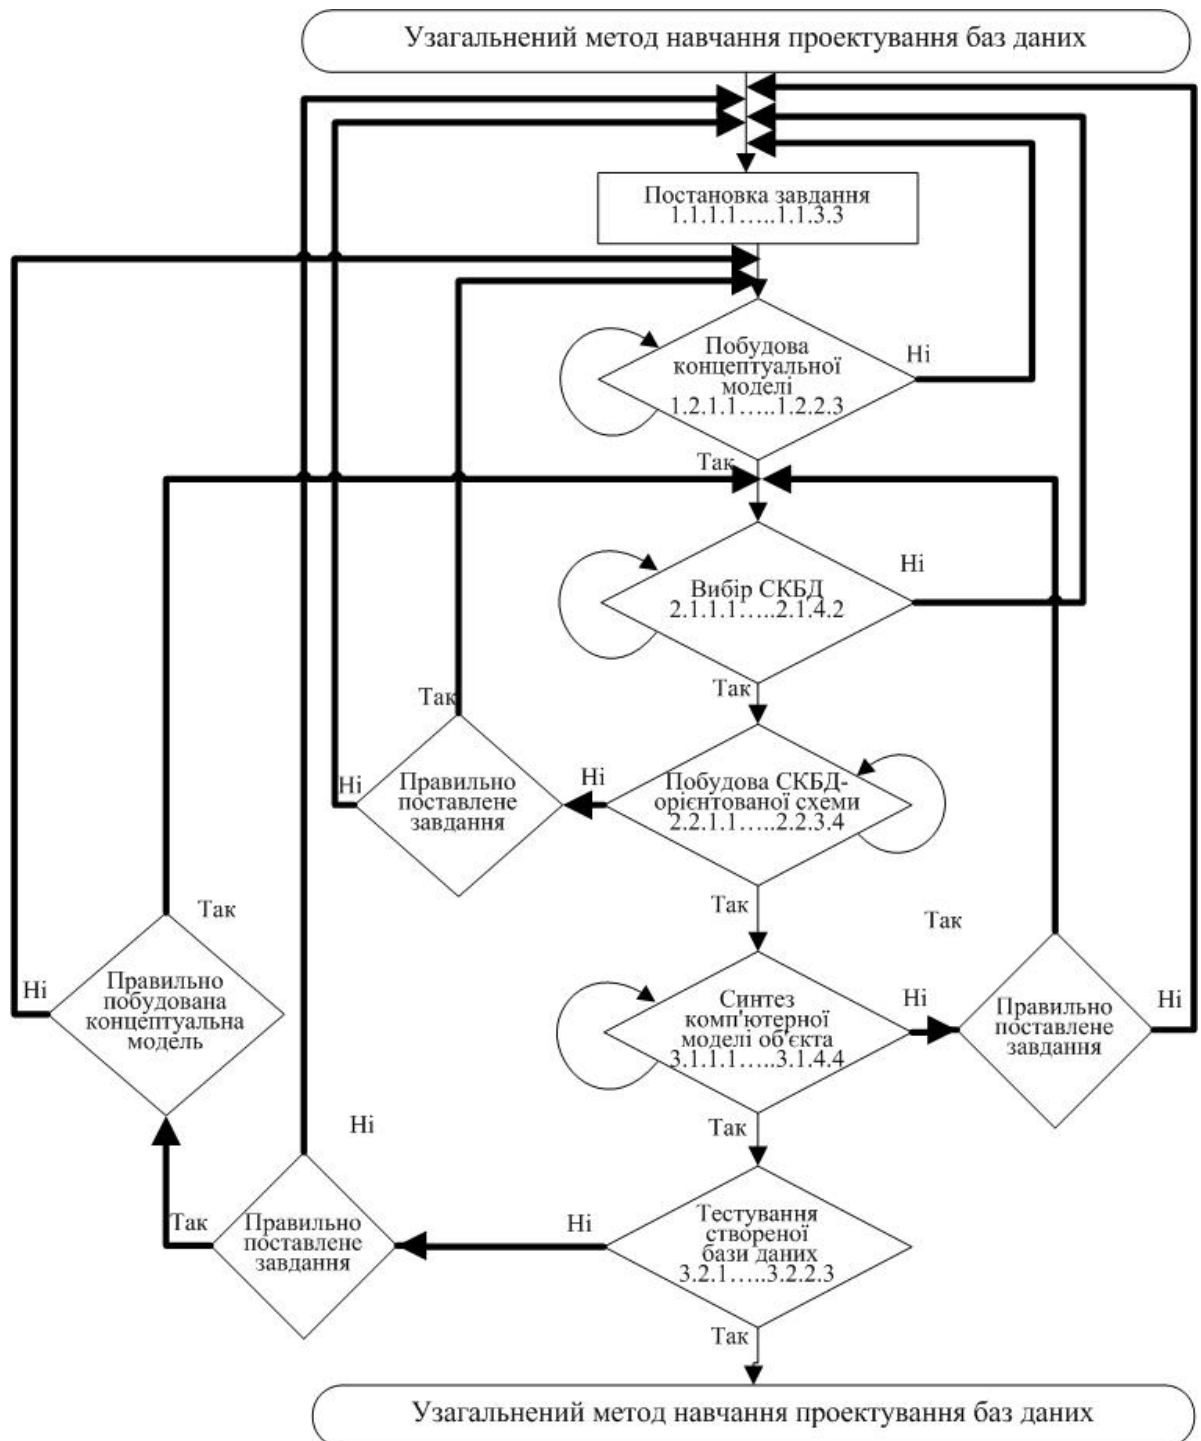 Узагальнений метод навчання проектування баз даних
Постановка завдання
1.1.1.1…..1.1.3.3
Побудова
концептуальної
моделі
1.2.1.1…..1.2.2.3
Ні
Так
Вибір СКБД
2.1.1.1…..2.1.4.2
Ні
Так
Побудова СКБД-
орієнтованої схеми
2.2.1.1…..2.2.3.4
Ні
Так
Правильно
поставлене
завдання
Так
Ні
Синтез
комп'ютерної
моделі об'єкта
3.1.1.1…..3.1.4.4
Ні
Так
Правильно
поставлене
завдання
Так
Ні
Правильно
побудована
концептуальна
модель
Так
Ні
Тестування
створеної
бази даних
3.2.1…..3.2.2.3
Ні
Так
Правильно
поставлене
завдання
Ні
Так
Узагальнений метод навчання проектування баз даних